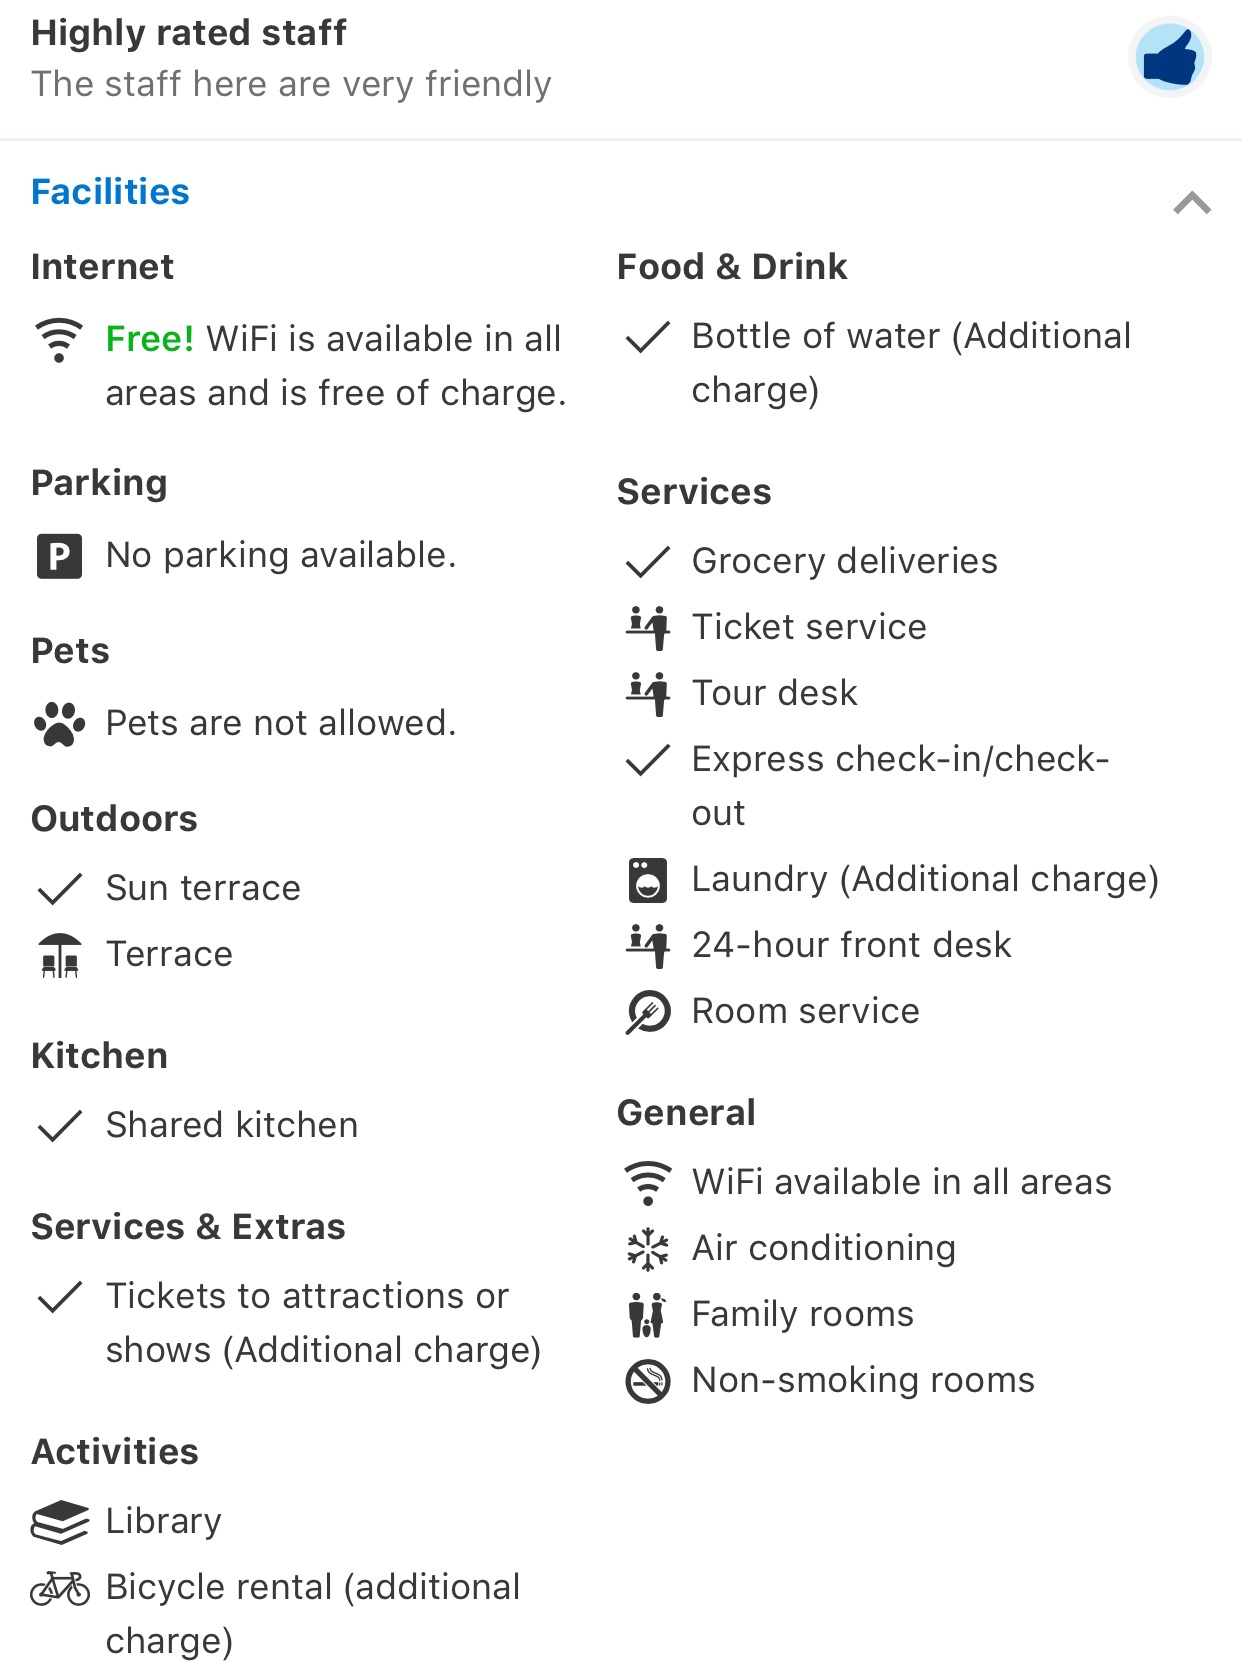 Highly rated staff
The staff here are very friendly
Facilities
Internet
Free! WiFi is available in all
areas and is free of charge.
Parking
P No parking available.
Pets
Pets are not allowed.
Outdoors
Sun terrace
Terrace
Kitchen
Shared kitchen
Services & Extras
Tickets to attractions or
shows (Additional charge)
Activities
Library
Bicycle rental (additional
charge)
Food & Drink
Bottle of water (Additional
charge)
Services
Grocery deliveries
Ticket service
Tour desk
Express check-in/check-
out
Laundry (Additional charge)
24-hour front desk
Room service
General
WiFi available in all areas
Air conditioning
Family rooms
Non-smoking rooms